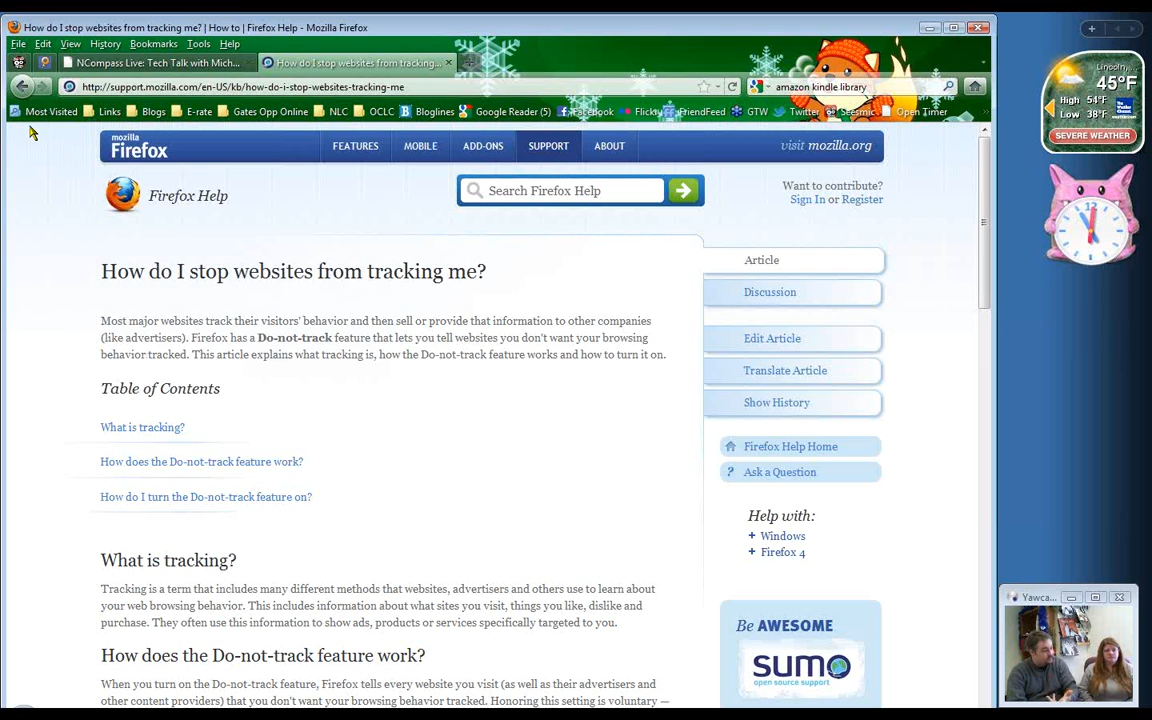 How do I stop websites from tracking me? | How to | Firefox Help - Mozilla Firefox
File Edit View History Bookmarks Tools Help
NCompass Live: Tech Talk with Mich... How do I stop websites from tracking...
http://support.mozilla.com/en-US/kb/how-do-i-stop-websites-tracking-me
amazon kindle library
Most Visited Links Blogs E-rate Gates Opp Online NLC OCLC Bloglines Google Reader (5) Facebook Flickr FriendFeed GTW Twitter Seesmic Open Timer
mozilla
Firefox
FEATURES MOBILE ADD-ONS SUPPORT ABOUT visit mozilla.org
Firefox Help
Search Firefox Help
Want to contribute?
Sign In or Register
How do I stop websites from tracking me?
Most major websites track their visitors' behavior and then sell or provide that information to other companies
(like advertisers). Firefox has a Do-not-track feature that lets you tell websites you don't want your browsing
behavior tracked. This article explains what tracking is, how the Do-not-track feature works and how to turn it on.
Table of Contents
What is tracking?
How does the Do-not-track feature work?
How do I turn the Do-not-track feature on?
What is tracking?
Tracking is a term that includes many different methods that websites, advertisers and others use to learn about
your web browsing behavior. This includes information about what sites you visit, things you like, dislike and
purchase. They often use this information to show ads, products or services specifically targeted to you.
How does the Do-not-track feature work?
When you turn on the Do-not-track feature, Firefox tells every website you visit (as well as their advertisers and
other content providers) that you don't want your browsing behavior tracked. Honoring this setting is voluntary —
Article
Discussion
Edit Article
Translate Article
Show History
Firefox Help Home
Ask a Question
Help with:
+ Windows
+ Firefox 4
Be AWESOME
sumo
open source support
Lincoln,
45°F
High 54°F
Low 38°F
SEVERE WEATHER
12
Yawca...